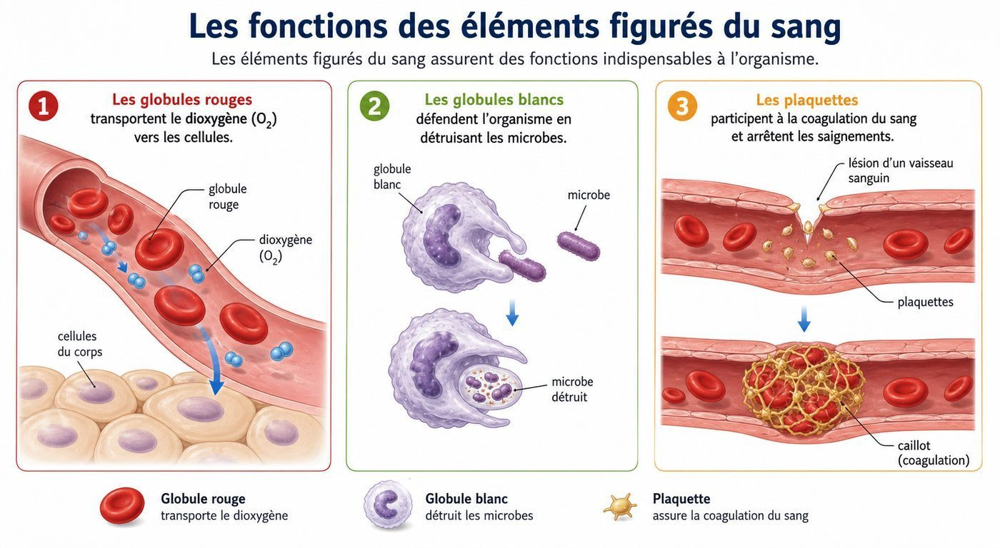 Les fonctions des éléments figurés du sang
Les éléments figurés du sang assurent des fonctions indispensables à l'organisme.
1
Les globules rouges
transportent le dioxygène (O₂)
vers les cellules.
globule
rouge
dioxygène
(O₂)
cellules
du corps
2
Les globules blancs
défendent l'organisme en
détruisant les microbes.
globule
blanc
microbe
microbe
détruit
3
Les plaquettes
participent à la coagulation du sang
et arrêtent les saignements.
lésion d'un vaisseau
sanguin
plaquettes
caillot
(coagulation)
Globule rouge
transporte le dioxygène
Globule blanc
détruit les microbes
Plaquette
assure la coagulation du sang